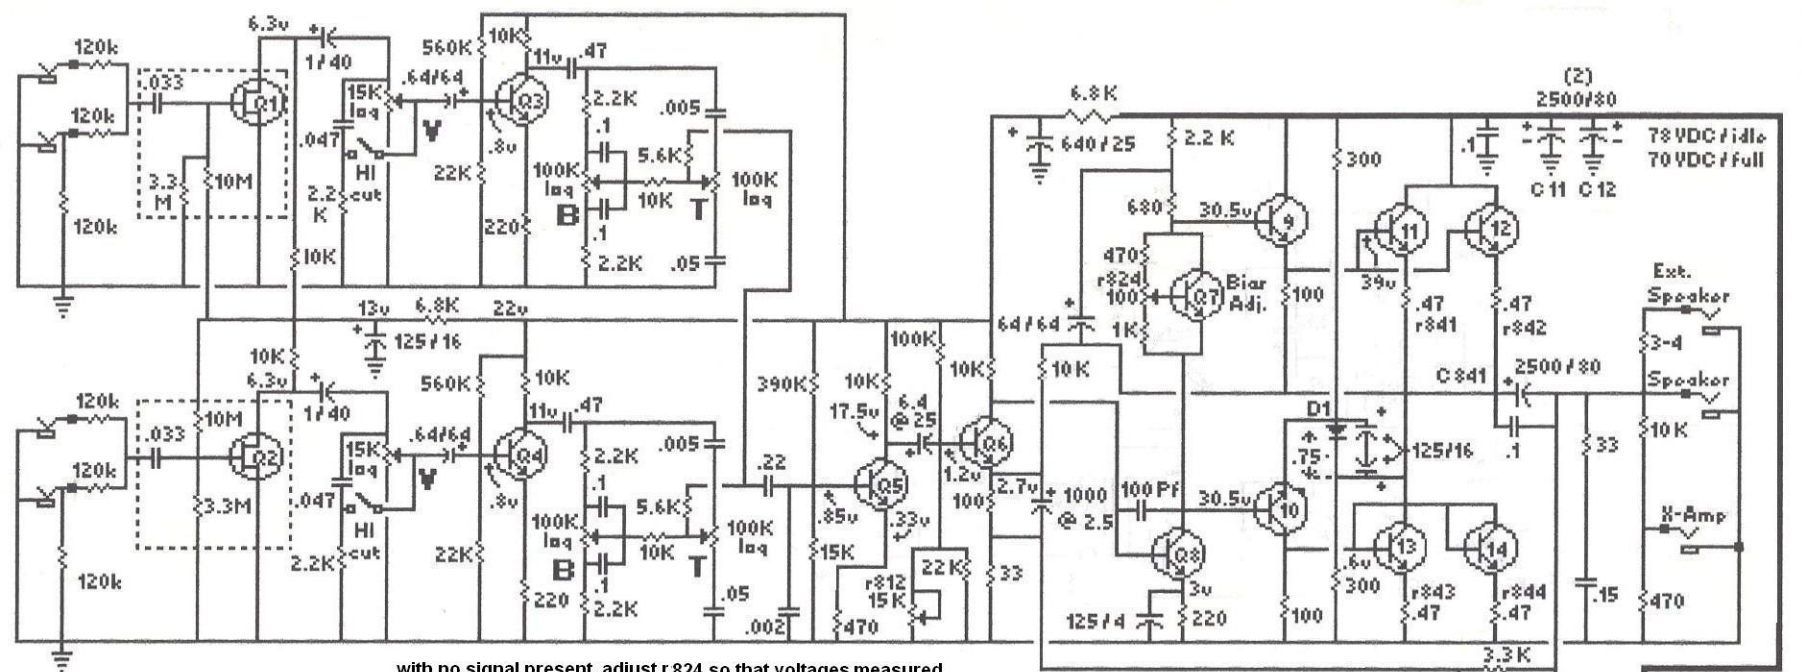 6.3v
120k
120k
120k
.033
Q1
3.3
M
10M
1/40
15K
log
.047
HI
cut
2.2
K
10K
.64/64
V
560K
10K
11v
.47
Q3
.8v
22K
220
2.2K
.1
100K
log
B
.1
2.2K
5.6K
10K
T
.005
100K
log
.05
13v
6.8K
22v
125/16
10K
6.3v
120k
120k
120k
.033
10M
Q2
3.3M
1/40
15K
log
.047
HI
cut
2.2K
.64/64
V
560K
10K
11v
.47
Q4
.8v
22K
220
2.2K
.1
100K
log
B
.1
2.2K
5.6K
10K
T
.005
100K
log
.05
.22
.002
390K
15K
10K
17.5v
Q5
.85v
.33v
470
100K
6.4
@ 25
1.2v
22K
r812
15K
10K
Q6
2.7v
100
33
6.8K
640/25
2.2 K
680
30.5v
470
r824
100
1K
Q7
Bias
Adj.
64/64
10K
1000
@ 2.5
100 Pf
30.5v
Q8
3v
125/4
220
9
100
300
D1
.75
125/16
10
100
300
.6v
11
12
39v
.47
r841
.47
r842
C841
2500/80
.1
13
14
r843
.47
r844
.47
3.3 K
(2)
2500/80
.1
C11 C12
78 VDC/idle
70 VDC/full
33
.15
Ext.
Speaker
3-4
Speaker
10K
X-Amp
470
with no signal present, adjust r 824 so that voltages measured